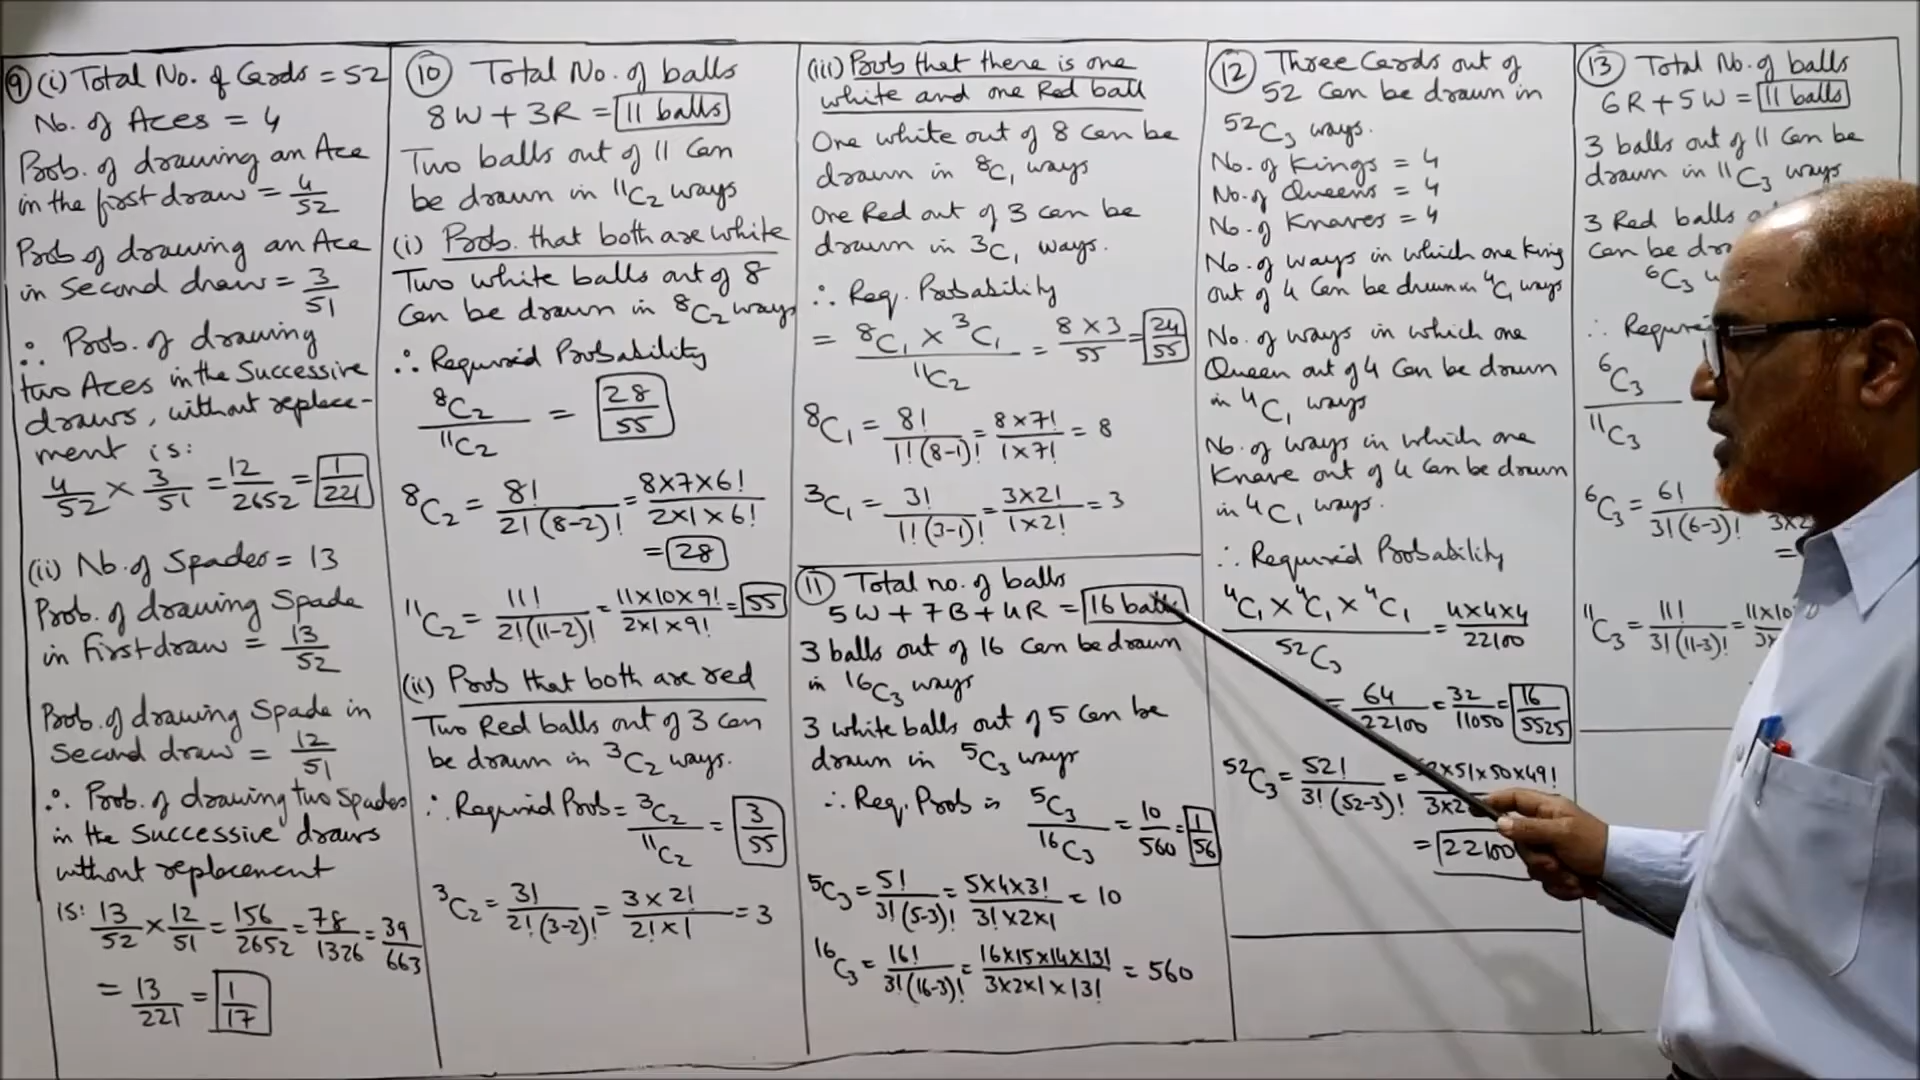 9 (i) Total No. of Cards = 52
No. of Aces = 4
Prob. of drawing an Ace
in the first draw = 4/52
Prob of drawing an Ace
in Second draw = 3/51
∴ Prob. of drawing
two Aces in the Successive
draws, without replace-
ment is:
4/52 × 3/51 = 12/2652 = 1/221
(ii) No. of Spades = 13
Prob. of drawing Spade
in First draw = 13/52
Prob. of drawing Spade in
Second draw = 12/51
∴ Prob. of drawing two Spades
in the Successive draws
without replacement
is: 13/52 × 12/51 = 156/2652 = 78/1326 = 39/663
= 13/221 = 1/17
10 Total No. of balls
8W + 3R = 11 balls
Two balls out of 11 Can
be drawn in ¹¹C₂ ways
(i) Prob. that both are white
Two white balls out of 8
Can be drawn in ⁸C₂ ways
∴ Required Probability
⁸C₂/¹¹C₂ = 28/55
⁸C₂ = 8!/2!(8-2)! = 8×7×6!/2×1×6!
= 28
¹¹C₂ = 11!/2!(11-2)! = 11×10×9!/2×1×9! = 55
(ii) Prob that both are red
Two Red balls out of 3 can
be drawn in ³C₂ ways.
∴ Required Prob = ³C₂/¹¹C₂ = 3/55
³C₂ = 3!/2!(3-2)! = 3×2!/2!×1 = 3
(iii) Prob that there is one
white and one Red ball
One white out of 8 can be
drawn in ⁸C₁ ways
One Red out of 3 can be
drawn in ³C₁ ways.
∴ Req. Probability
= ⁸C₁ × ³C₁/¹¹C₂ = 8×3/55 = 24/55
⁸C₁ = 8!/1!(8-1)! = 8×7!/1×7! = 8
³C₁ = 3!/1!(3-1)! = 3×2!/1×2! = 3
11 Total no. of balls
5W + 7B + 4R = 16 balls
3 balls out of 16 Can be drawn
in ¹⁶C₃ ways
3 white balls out of 5 Can be
drawn in ⁵C₃ ways
∴ Req. Prob is ⁵C₃/¹⁶C₃ = 10/560 = 1/56
⁵C₃ = 5!/3!(5-3)! = 5×4×3!/3!×2×1 = 10
¹⁶C₃ = 16!/3!(16-3)! = 16×15×14×13!/3×2×1×13! = 560
12 Three Cards out of
52 Can be drawn in
⁵²C₃ ways.
No. of Kings = 4
No. of Queens = 4
No. of Knaves = 4
No. of ways in which one King
out of 4 Can be drawn in ⁴C₁ ways
No. of ways in which one
Queen out of 4 Can be drawn
in ⁴C₁ ways
No. of ways in which one
Knave out of 4 Can be drawn
in ⁴C₁ ways.
∴ Required Probability
⁴C₁ × ⁴C₁ × ⁴C₁/⁵²C₃ = 4×4×4/22100
= 64/22100 = 32/11050 = 16/5525
⁵²C₃ = 52!/3!(52-3)! = 52×51×50×49!/3×2
= 22100
13 Total No. of balls
6R + 5W = 11 balls
3 balls out of 11 Can be
drawn in ¹¹C₃ ways
3 Red balls
Can be
⁶C₃
∴
⁶C₃/¹¹C₃
⁶C₃ = 6!/3!(6-3)!
=
¹¹C₃ = 11!/3!(11-3)! = 11×10